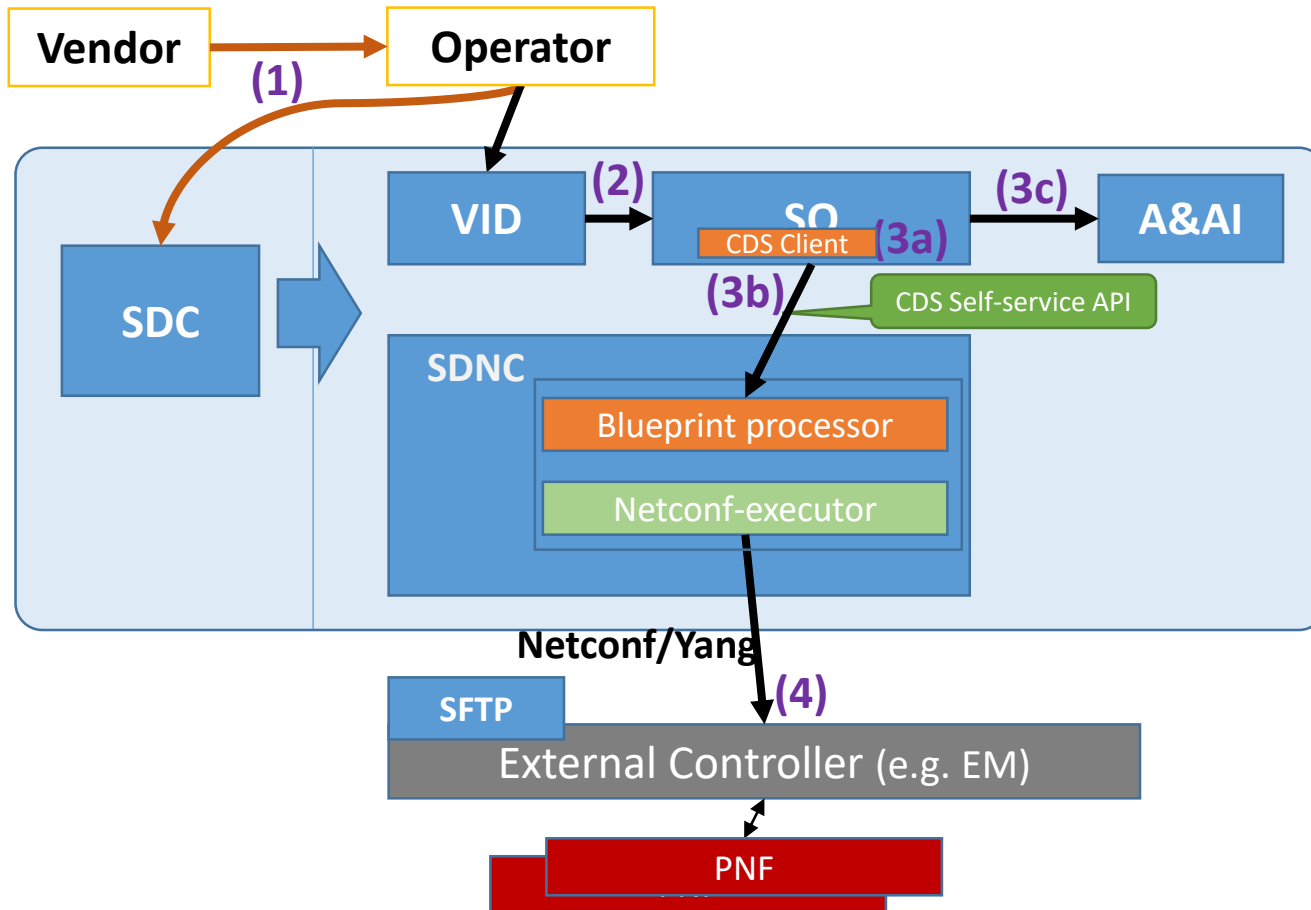 Vendor
Operator
(1)
VID
(2)
SO
(3c)
A&AI
CDS Client
(3a)
(3b)
CDS Self-service API
SDC
SDNC
Blueprint processor
Netconf-executor
Netconf/Yang
(4)
SFTP
External Controller (e.g. EM)
PNF